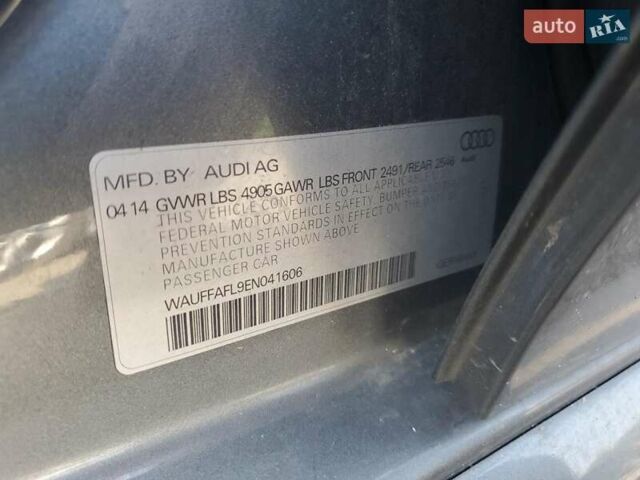 auto RIA
MFD. BY AUDI AG
Audi
04 14 GVWR LBS 4905 GAWR LBS FRONT 2491/REAR 2546
THIS VEHICLE CONFORMS TO ALL APPLICABLE
FEDERAL MOTOR VEHICLE SAFETY, BUMPER AND THEFT
PREVENTION STANDARDS IN EFFECT ON THE DATE OF
MANUFACTURE SHOWN ABOVE
PASSENGER CAR
WAUFFAFL9EN041606
GERMANY